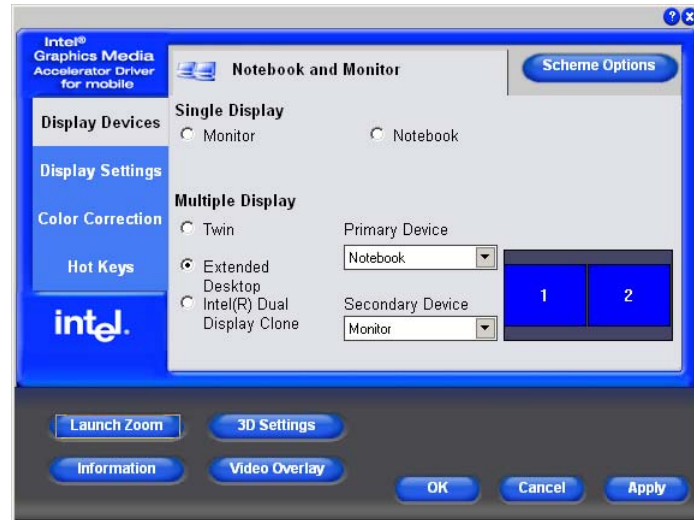 Intel®
Graphics Media
Accelerator Driver
for mobile
Notebook and Monitor
Scheme Options
Display Devices
Display Settings
Color Correction
Hot Keys
intel.
Single Display
Monitor
Notebook
Multiple Display
Twin
Extended
Desktop
Intel(R) Dual
Display Clone
Primary Device
Notebook
Secondary Device
Monitor
1
2
Launch Zoom
3D Settings
Information
Video Overlay
OK
Cancel
Apply